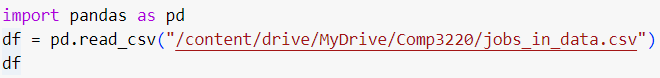 import pandas as pd
df = pd.read_csv("/content/drive/MyDrive/Comp3220/jobs_in_data.csv")
df